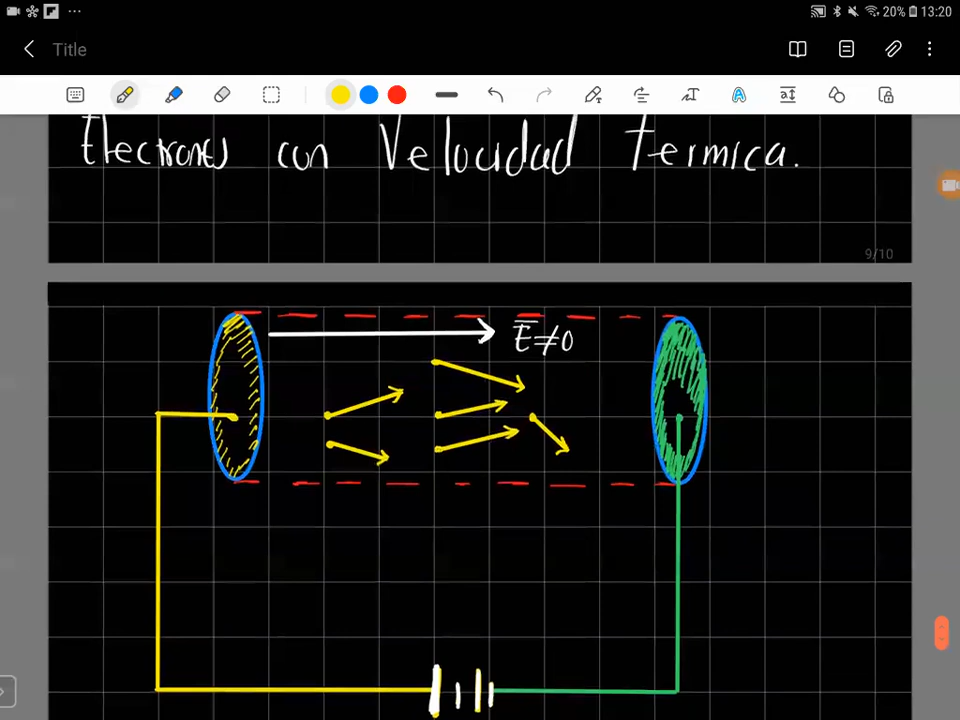 20% 13:20
Title
Electrones con Velocidad Termica.
9/10
E̅≠0